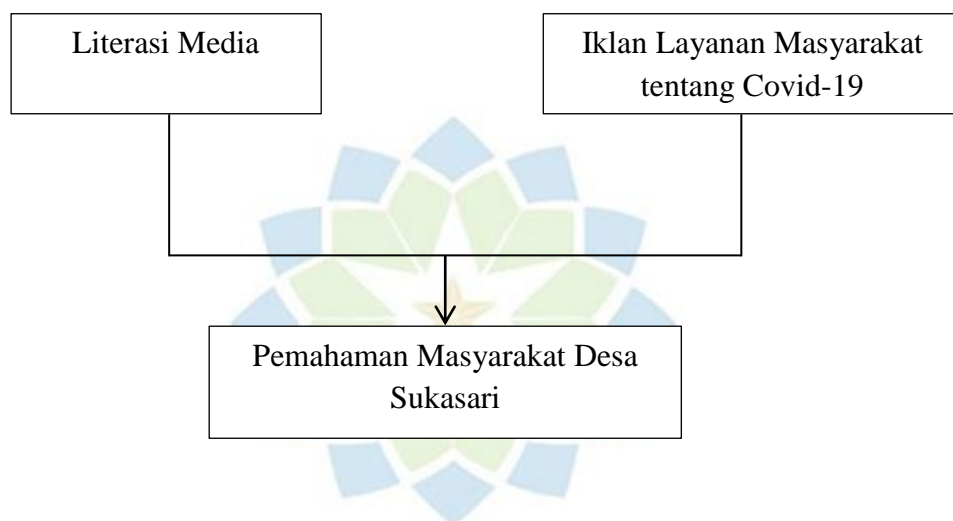 Literasi Media
Iklan Layanan Masyarakat
tentang Covid-19
Pemahaman Masyarakat Desa
Sukasari